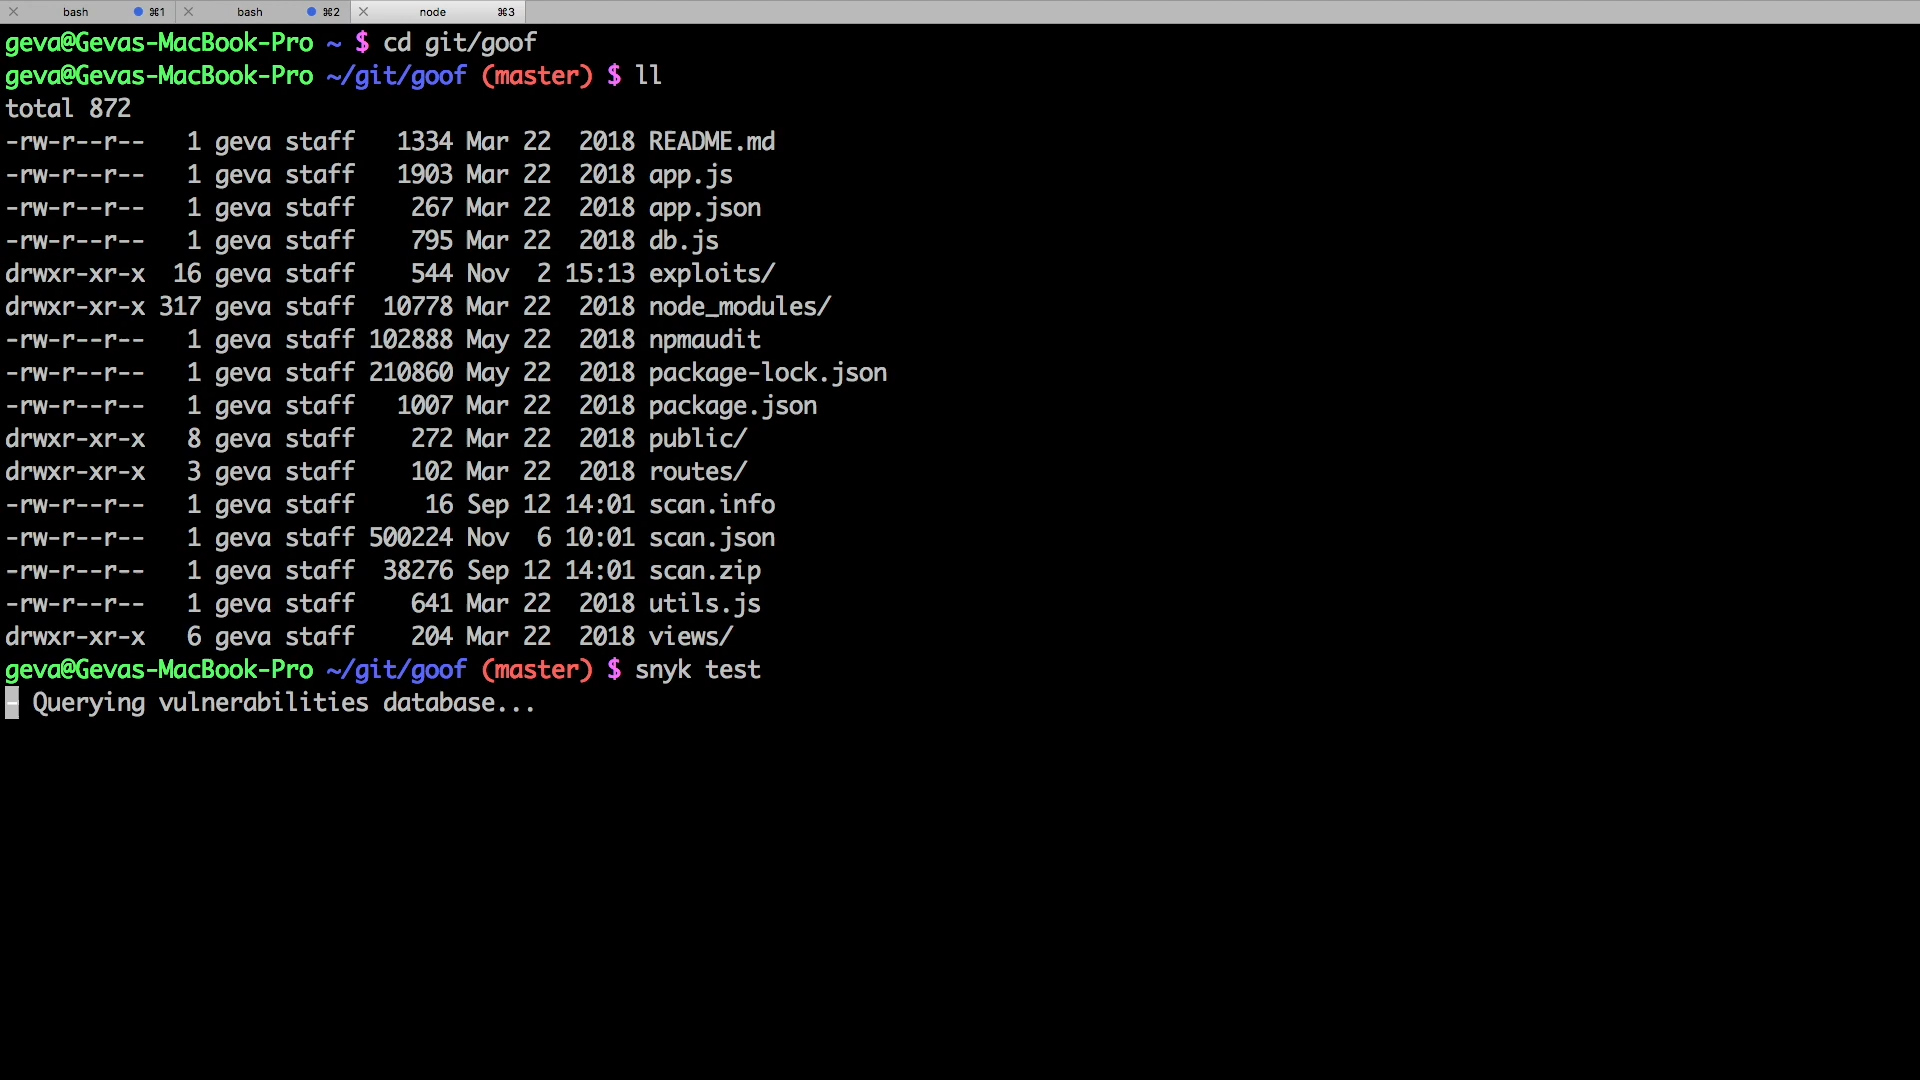 bash ⌘1 bash ⌘2 node ⌘3
geva@Gevas-MacBook-Pro ~ $ cd git/goof
geva@Gevas-MacBook-Pro ~/git/goof (master) $ ll
total 872
-rw-r--r--   1 geva staff   1334 Mar 22  2018 README.md
-rw-r--r--   1 geva staff   1903 Mar 22  2018 app.js
-rw-r--r--   1 geva staff    267 Mar 22  2018 app.json
-rw-r--r--   1 geva staff    795 Mar 22  2018 db.js
drwxr-xr-x  16 geva staff    544 Nov  2 15:13 exploits/
drwxr-xr-x 317 geva staff  10778 Mar 22  2018 node_modules/
-rw-r--r--   1 geva staff 102888 May 22  2018 npmaudit
-rw-r--r--   1 geva staff 210860 May 22  2018 package-lock.json
-rw-r--r--   1 geva staff   1007 Mar 22  2018 package.json
drwxr-xr-x   8 geva staff    272 Mar 22  2018 public/
drwxr-xr-x   3 geva staff    102 Mar 22  2018 routes/
-rw-r--r--   1 geva staff     16 Sep 12 14:01 scan.info
-rw-r--r--   1 geva staff 500224 Nov  6 10:01 scan.json
-rw-r--r--   1 geva staff  38276 Sep 12 14:01 scan.zip
-rw-r--r--   1 geva staff    641 Mar 22  2018 utils.js
drwxr-xr-x   6 geva staff    204 Mar 22  2018 views/
geva@Gevas-MacBook-Pro ~/git/goof (master) $ snyk test
- Querying vulnerabilities database...